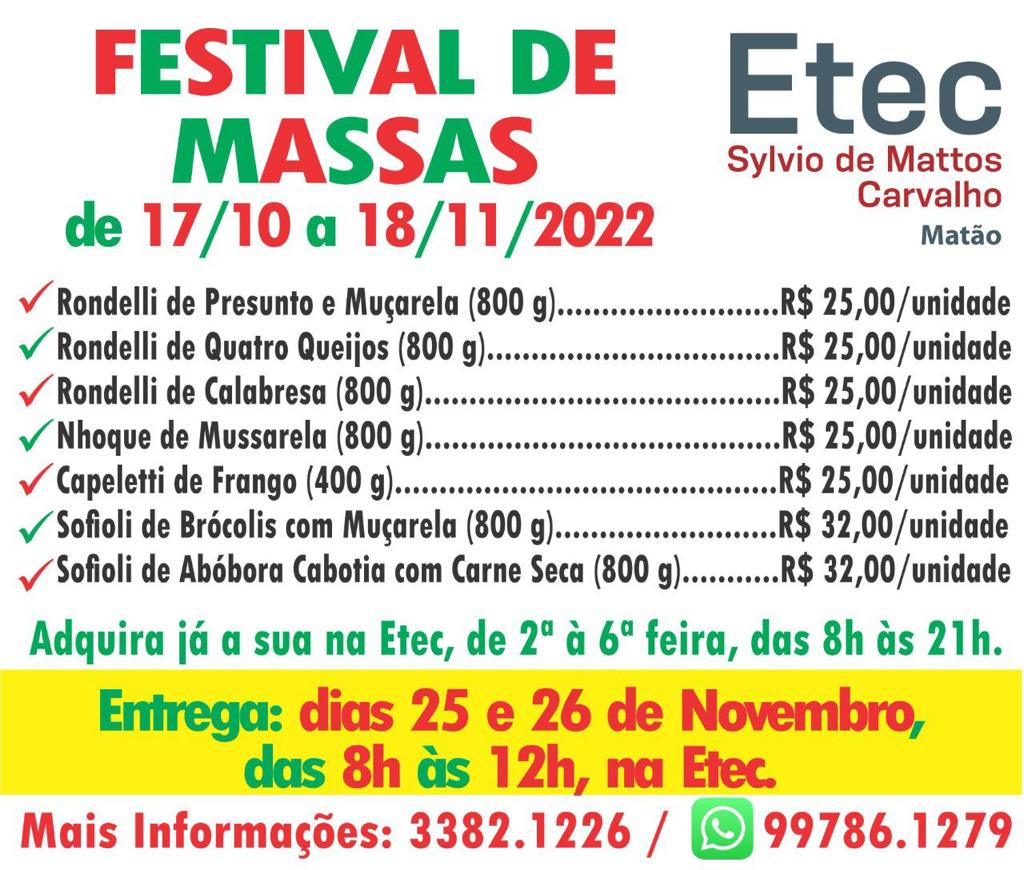 FESTIVAL DE
MASSAS
de 17/10 a 18/11/2022
Etec
Sylvio de Mattos
Carvalho
Matão
Rondelli de Presunto e Muçarela (800 g)..........................R$ 25,00/unidade
Rondelli de Quatro Queijos (800 g).................................R$ 25,00/unidade
Rondelli de Calabresa (800 g)........................................R$ 25,00/unidade
Nhoque de Mussarela (800 g)........................................R$ 25,00/unidade
Capeletti de Frango (400 g)...........................................R$ 25,00/unidade
Sofioli de Brócolis com Muçarela (800 g).........................R$ 32,00/unidade
Sofioli de Abóbora Cabotia com Carne Seca (800 g)...........R$ 32,00/unidade
Adquira já a sua na Etec, de 2ª à 6ª feira, das 8h às 21h.
Entrega: dias 25 e 26 de Novembro,
das 8h às 12h, na Etec.
Mais Informações: 3382.1226 / 99786.1279